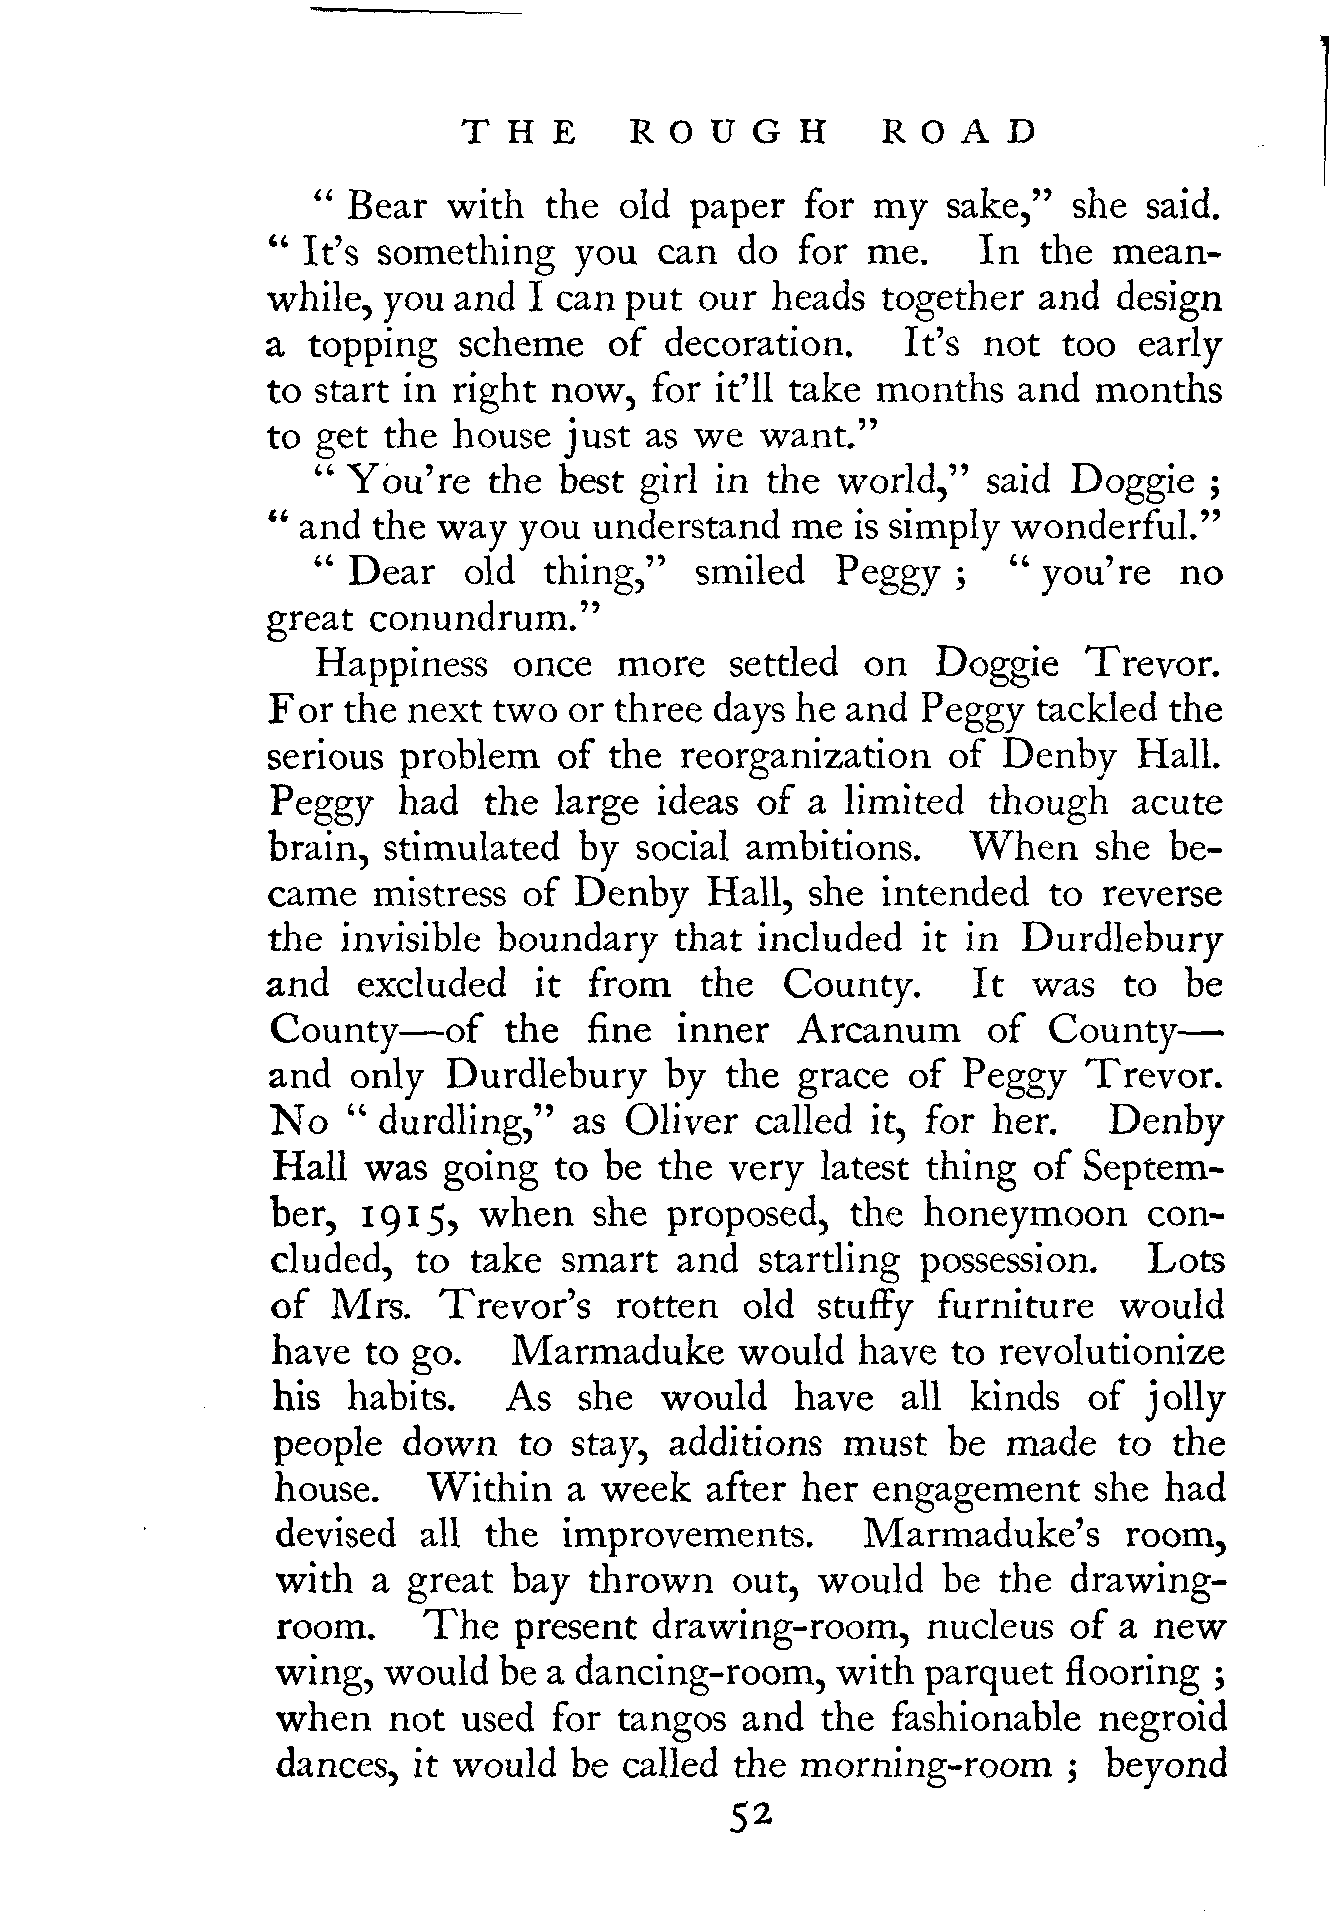 THE ROUGH ROAD
“ Bear with the old paper for my sake,” she said.
“ It’s something you can do for me. In the mean-
while, you and I can put our heads together and design
a topping scheme of decoration. It’s not too early
to start in right now, for it’ll take months and months
to get the house just as we want.”
“ You’re the best girl in the world,” said Doggie ;
“ and the way you understand me is simply wonderful.”
“ Dear old thing,” smiled Peggy ; “ you’re no
great conundrum.”
Happiness once more settled on Doggie Trevor.
For the next two or three days he and Peggy tackled the
serious problem of the reorganization of Denby Hall.
Peggy had the large ideas of a limited though acute
brain, stimulated by social ambitions. When she be-
came mistress of Denby Hall, she intended to reverse
the invisible boundary that included it in Durdlebury
and excluded it from the County. It was to be
County—of the fine inner Arcanum of County—
and only Durdlebury by the grace of Peggy Trevor.
No “ durdling,” as Oliver called it, for her. Denby
Hall was going to be the very latest thing of Septem-
ber, 1915, when she proposed, the honeymoon con-
cluded, to take smart and startling possession. Lots
of Mrs. Trevor’s rotten old stuffy furniture would
have to go. Marmaduke would have to revolutionize
his habits. As she would have all kinds of jolly
people down to stay, additions must be made to the
house. Within a week after her engagement she had
devised all the improvements. Marmaduke’s room,
with a great bay thrown out, would be the drawing-
room. The present drawing-room, nucleus of a new
wing, would be a dancing-room, with parquet flooring ;
when not used for tangos and the fashionable negroid
dances, it would be called the morning-room ; beyond
52